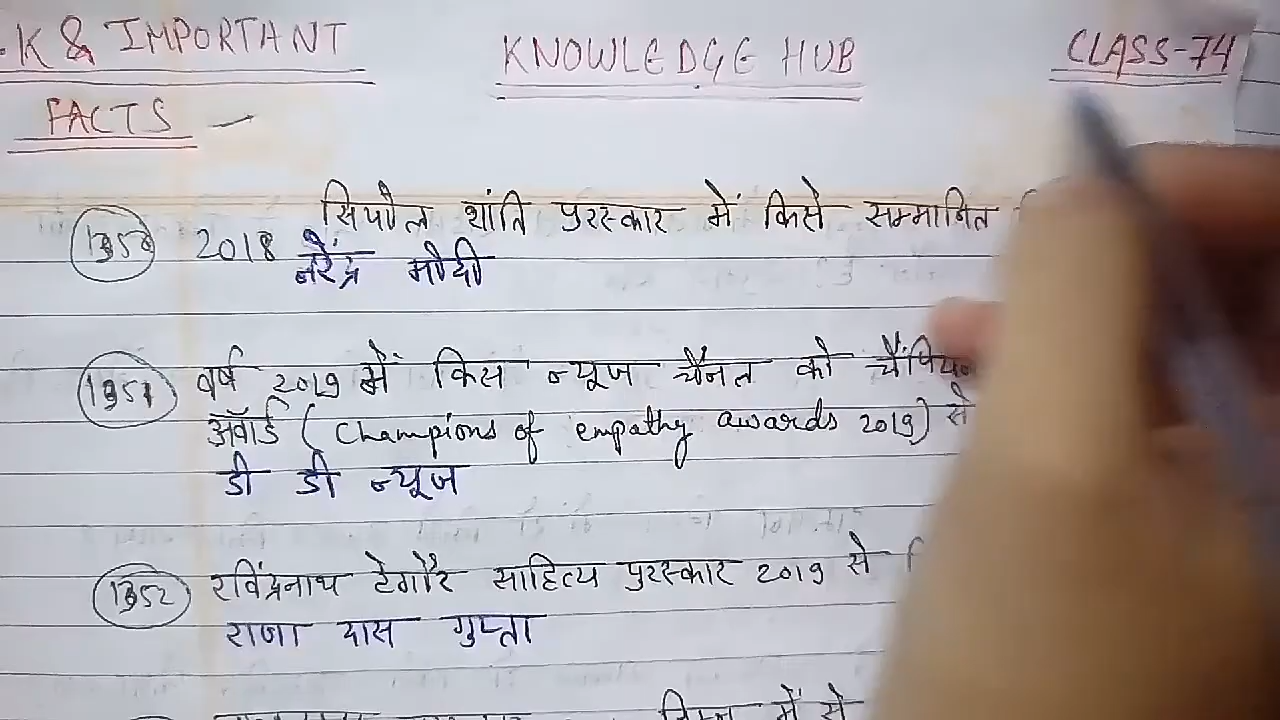 .K & IMPORTANT KNOWLEDGE HUB CLASS-74
FACTS —
1350 2018 सियोल शांति पुरस्कार में किसे सम्मानित
नरेंद्र मोदी
1351 वर्ष 2019 में किस न्यूज चैनल को चैंपियन
अवॉर्ड ( Champions of empathy awards 2019) से
डी डी न्यूज
1352 रविंद्रनाथ टेगौर साहित्य पुरस्कार 2019 से
राजा दास गुप्ता
निम्न में से